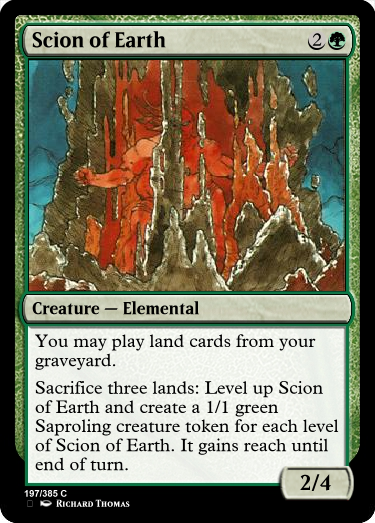 Scion of Earth 2
Creature — Elemental
You may play land cards from your
graveyard.
Sacrifice three lands: Level up Scion
of Earth and create a 1/1 green
Saproling creature token for each level
of Scion of Earth. It gains reach until
end of turn.
2/4
197/385 C
Richard Thomas